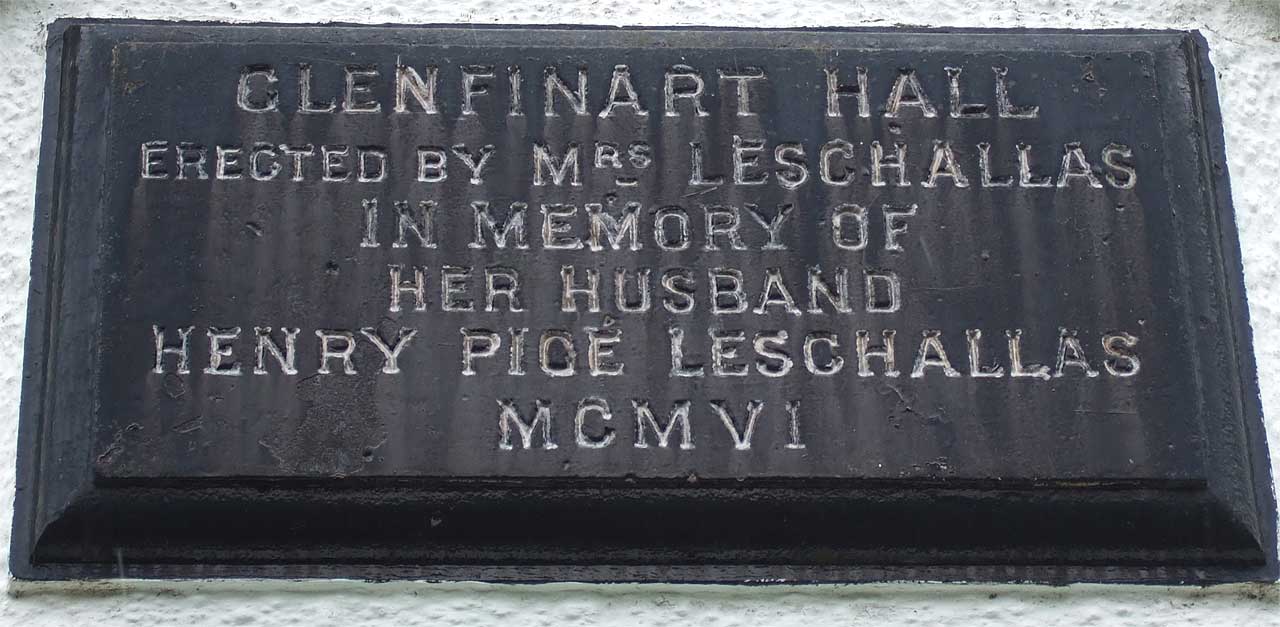 GLENFINART HALL
ERECTED BY MRS LESCHALLAS
IN MEMORY OF
HER HUSBAND
HENRY PIGÉ LESCHALLAS
MCMVI